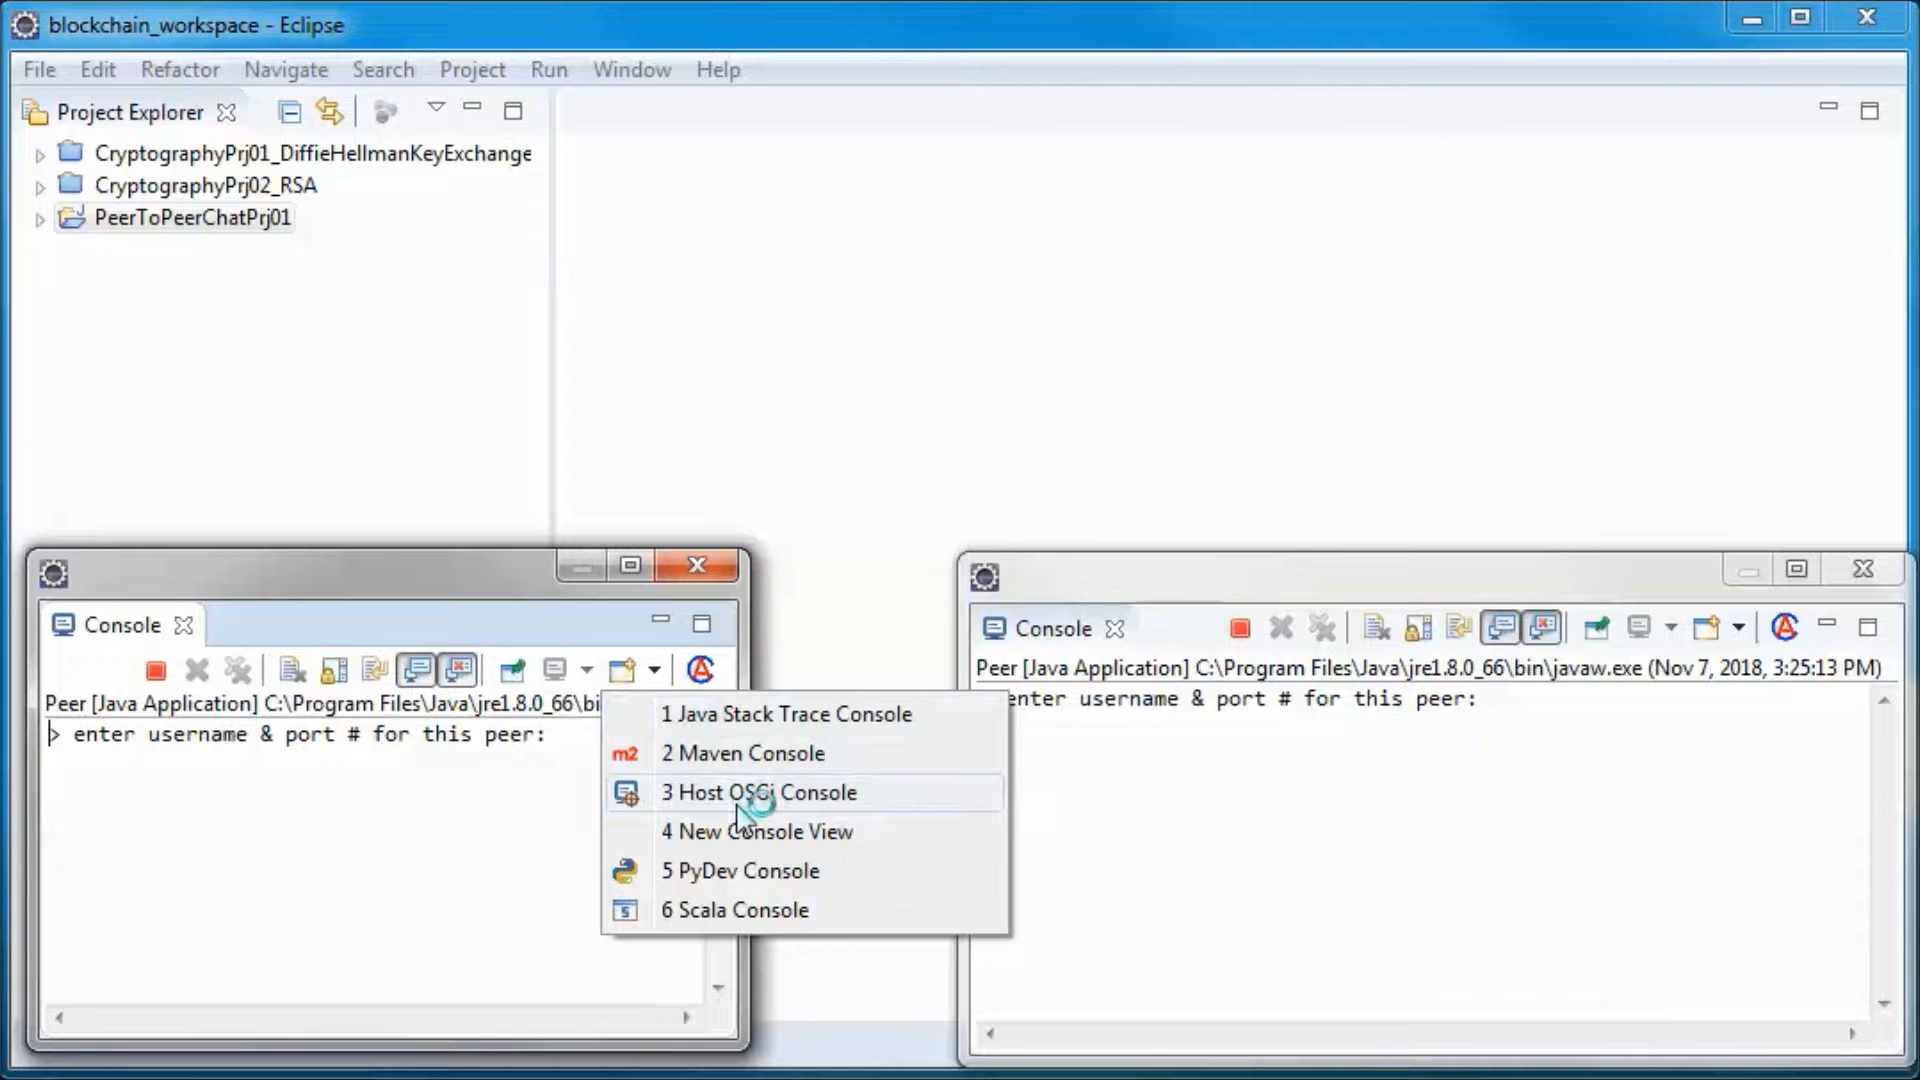 blockchain_workspace - Eclipse
File Edit Refactor Navigate Search Project Run Window Help
Project Explorer
CryptographyPrj01_DiffieHellmanKeyExchange
CryptographyPrj02_RSA
PeerToPeerChatPrj01
Console
Peer [Java Application] C:\Program Files\Java\jre1.8.0_66\bi
> enter username & port # for this peer:
1 Java Stack Trace Console
m2 2 Maven Console
3 Host OSGi Console
4 New Console View
5 PyDev Console
S 6 Scala Console
Console
Peer [Java Application] C:\Program Files\Java\jre1.8.0_66\bin\javaw.exe (Nov 7, 2018, 3:25:13 PM)
enter username & port # for this peer: